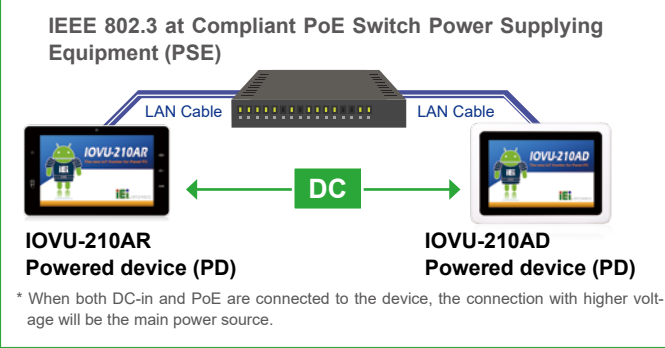 IEEE 802.3 at Compliant PoE Switch Power Supplying
Equipment (PSE)
LAN Cable
LAN Cable
IOVU-210AR
IOVU-210AD
iEi
iEi
DC
IOVU-210AR
Powered device (PD)
IOVU-210AD
Powered device (PD)
* When both DC-in and PoE are connected to the device, the connection with higher volt-
age will be the main power source.